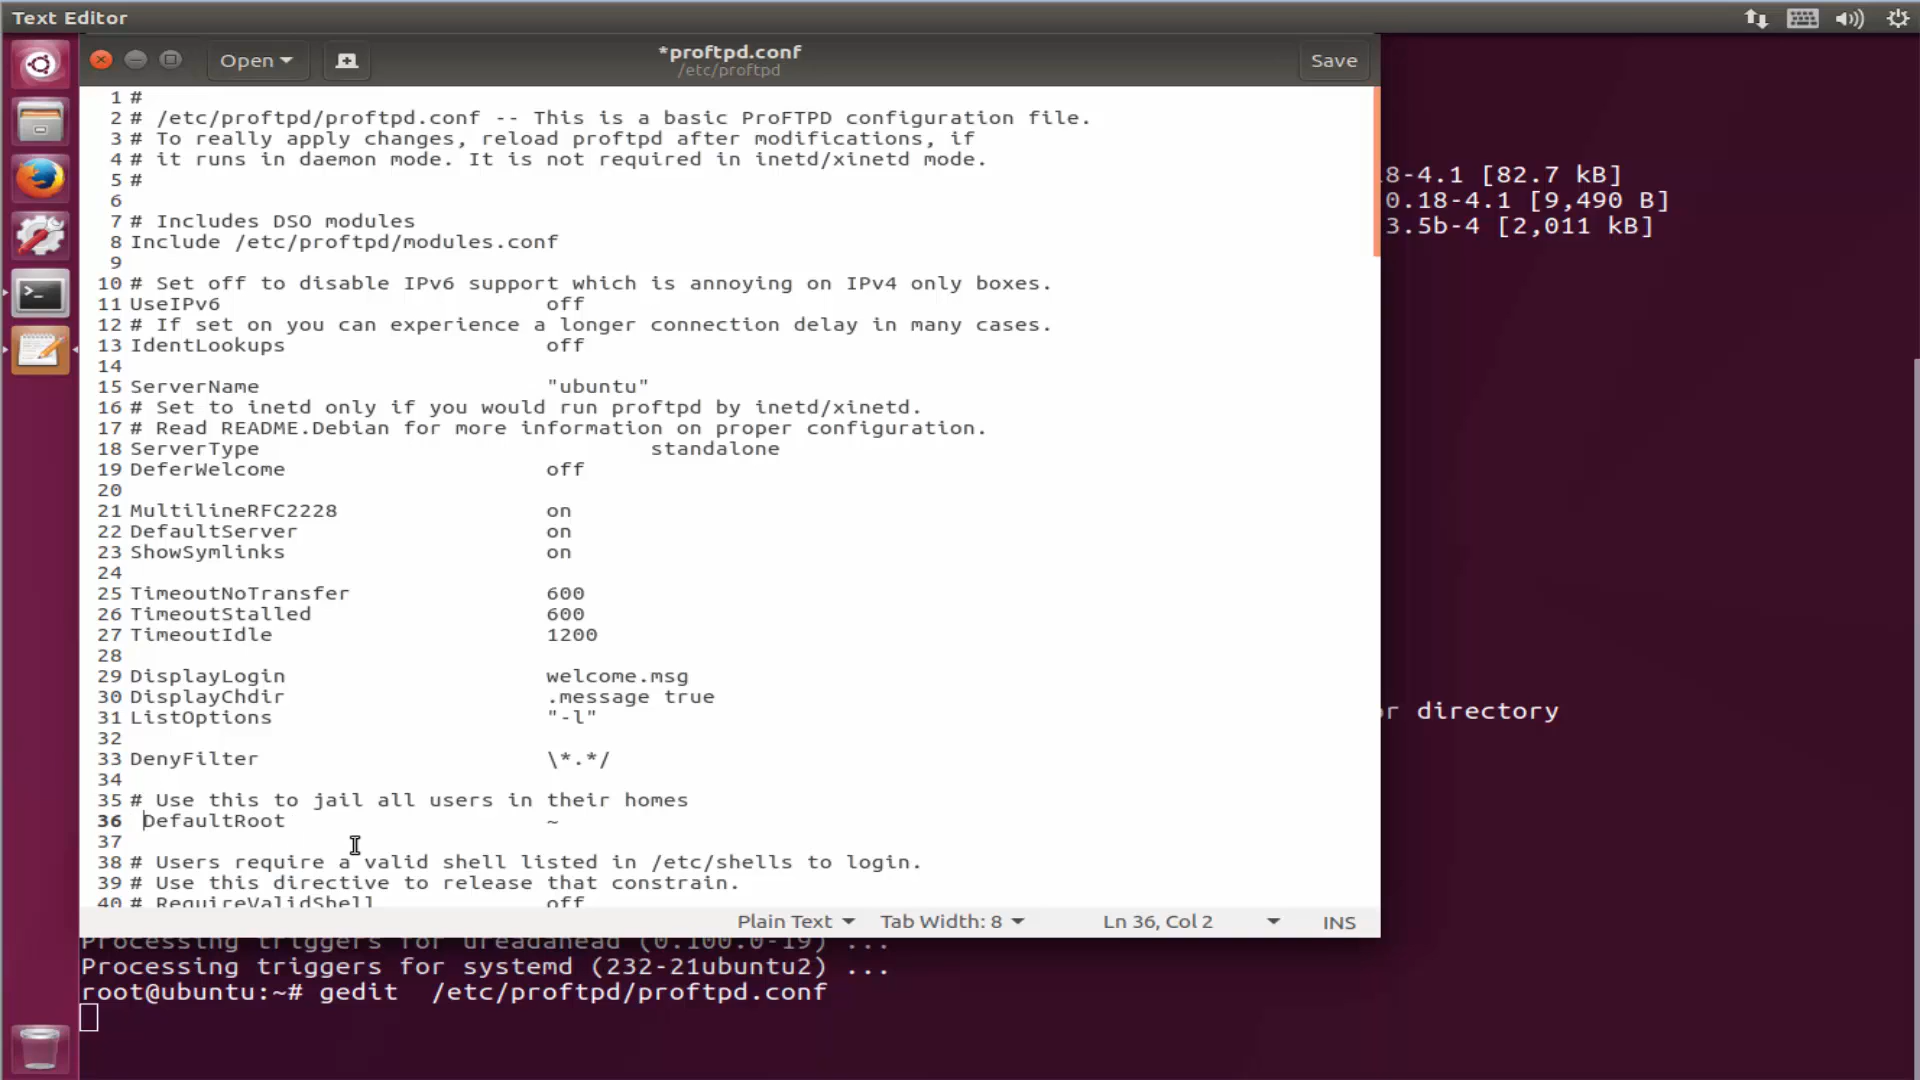 Text Editor
Open
*proftpd.conf
/etc/proftpd
Save
1 #
2 # /etc/proftpd/proftpd.conf -- This is a basic ProFTPD configuration file.
3 # To really apply changes, reload proftpd after modifications, if
4 # it runs in daemon mode. It is not required in inetd/xinetd mode.
5 #
6
7 # Includes DSO modules
8 Include /etc/proftpd/modules.conf
9
10 # Set off to disable IPv6 support which is annoying on IPv4 only boxes.
11 UseIPv6 off
12 # If set on you can experience a longer connection delay in many cases.
13 IdentLookups off
14
15 ServerName "ubuntu"
16 # Set to inetd only if you would run proftpd by inetd/xinetd.
17 # Read README.Debian for more information on proper configuration.
18 ServerType standalone
19 DeferWelcome off
20
21 MultilineRFC2228 on
22 DefaultServer on
23 ShowSymlinks on
24
25 TimeoutNoTransfer 600
26 TimeoutStalled 600
27 TimeoutIdle 1200
28
29 DisplayLogin welcome.msg
30 DisplayChdir .message true
31 ListOptions "-l"
32
33 DenyFilter \*.*/
34
35 # Use this to jail all users in their homes
36 DefaultRoot ~
37
38 # Users require a valid shell listed in /etc/shells to login.
39 # Use this directive to release that constrain.
40 # RequireValidShell off
Plain Text Tab Width: 8 Ln 36, Col 2 INS
8-4.1 [82.7 kB]
0.18-4.1 [9,490 B]
3.5b-4 [2,011 kB]
or directory
Processing triggers for ureadahead (0.100.0-19) ...
Processing triggers for systemd (232-21ubuntu2) ...
root@ubuntu:~# gedit  /etc/proftpd/proftpd.conf